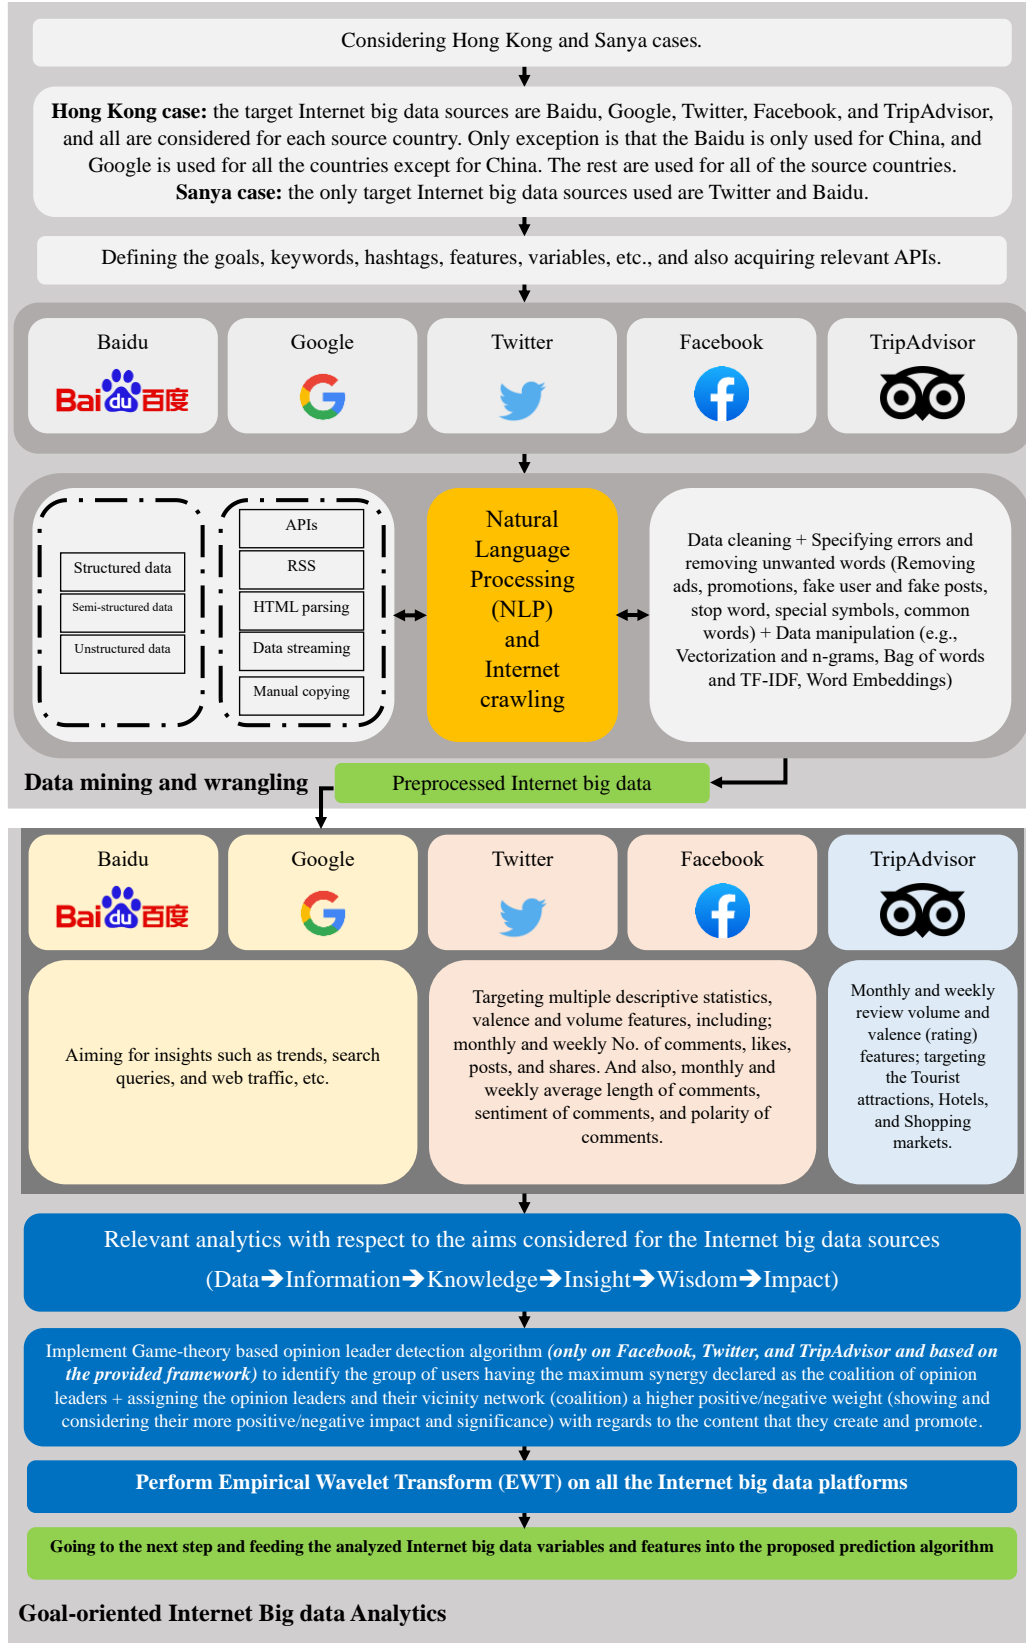 Considering Hong Kong and Sanya cases.
Hong Kong case: the target Internet big data sources are Baidu, Google, Twitter, Facebook, and TripAdvisor,
and all are considered for each source country. Only exception is that the Baidu is only used for China, and
Google is used for all the countries except for China. The rest are used for all of the source countries.
Sanya case: the only target Internet big data sources used are Twitter and Baidu.
Defining the goals, keywords, hashtags, features, variables, etc., and also acquiring relevant APIs.
Baidu
Bai du 百度
Google
Twitter
Facebook
TripAdvisor
Structured data
Semi-structured data
Unstructured data
APIs
RSS
HTML parsing
Data streaming
Manual copying
Natural
Language
Processing
(NLP)
and
Internet
crawling
Data cleaning + Specifying errors and
removing unwanted words (Removing
ads, promotions, fake user and fake posts,
stop word, special symbols, common
words) + Data manipulation (e.g.,
Vectorization and n-grams, Bag of words
and TF-IDF, Word Embeddings)
Data mining and wrangling
Preprocessed Internet big data
Baidu
Bai du 百度
Google
Twitter
Facebook
TripAdvisor
Aiming for insights such as trends, search
queries, and web traffic, etc.
Targeting multiple descriptive statistics,
valence and volume features, including;
monthly and weekly No. of comments, likes,
posts, and shares. And also, monthly and
weekly average length of comments,
sentiment of comments, and polarity of
comments.
Monthly and weekly
review volume and
valence (rating)
features; targeting
the Tourist
attractions, Hotels,
and Shopping
markets.
Relevant analytics with respect to the aims considered for the Internet big data sources
(Data➔Information➔Knowledge➔Insight➔Wisdom➔Impact)
Implement Game-theory based opinion leader detection algorithm (only on Facebook, Twitter, and TripAdvisor and based on
the provided framework) to identify the group of users having the maximum synergy declared as the coalition of opinion
leaders + assigning the opinion leaders and their vicinity network (coalition) a higher positive/negative weight (showing and
considering their more positive/negative impact and significance) with regards to the content that they create and promote.
Perform Empirical Wavelet Transform (EWT) on all the Internet big data platforms
Going to the next step and feeding the analyzed Internet big data variables and features into the proposed prediction algorithm
Goal-oriented Internet Big data Analytics